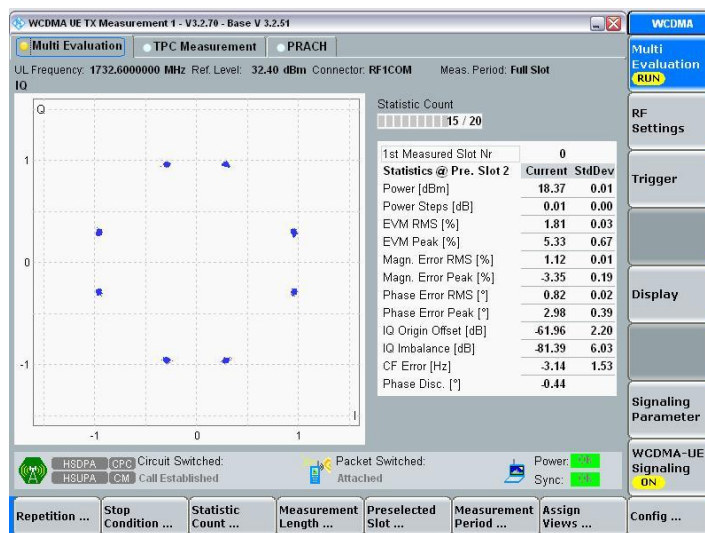 WCDMA UE TX Measurement 1 - V3.2.70 - Base V 3.2.51
WCDMA
Multi Evaluation
TPC Measurement
PRACH
Multi
Evaluation
RUN
UL Frequency: 1732.6000000 MHz Ref. Level: 32.40 dBm Connector: RF1COM Meas. Period: Full Slot
IQ
Q
1
0
-1
-1
0
1
I
Statistic Count
15 / 20
1st Measured Slot Nr 0
Statistics @ Pre. Slot 2 Current StdDev
Power [dBm] 18.37 0.01
Power Steps [dB] 0.01 0.00
EVM RMS [%] 1.81 0.03
EVM Peak [%] 5.33 0.67
Magn. Error RMS [%] 1.12 0.01
Magn. Error Peak [%] -3.35 0.19
Phase Error RMS [°] 0.82 0.02
Phase Error Peak [°] 2.98 0.39
IQ Origin Offset [dB] -61.96 2.20
IQ Imbalance [dB] -81.39 6.03
CF Error [Hz] -3.14 1.53
Phase Disc. [°] -0.44
RF
Settings
Trigger
Display
Signaling
Parameter
WCDMA-UE
Signaling
ON
Config ...
HSDPA CPC Circuit Switched:
HSUPA CM Call Established
Packet Switched:
Attached
Power:
Sync:
Repetition ...
Stop
Condition ...
Statistic
Count ...
Measurement
Length ...
Preselected
Slot ...
Measurement
Period ...
Assign
Views ...